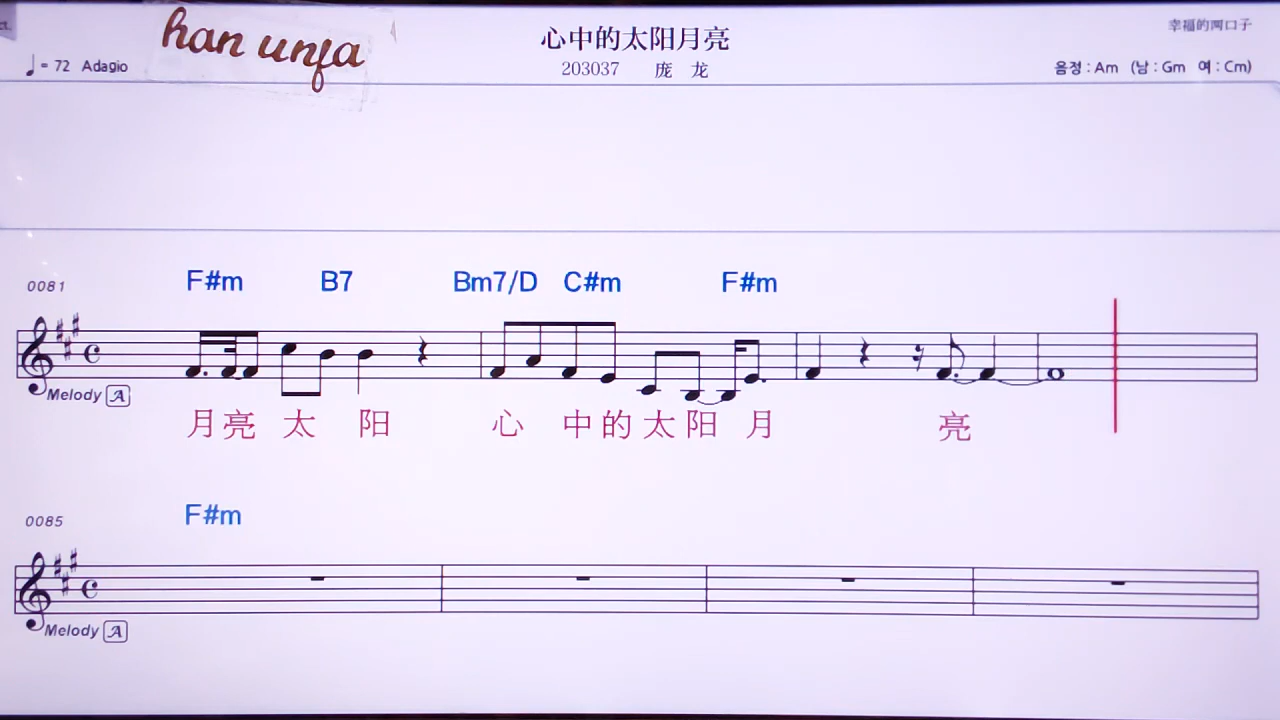 han unfa
心中的太阳月亮
幸福的两口子
= 72 Adagio
203037 庞 龙
음정 : Am (남 : Gm 여 : Cm)
0081 F#m B7 Bm7/D C#m F#m
Melody A
月亮 太 阳 心 中的太阳 月 亮
0085 F#m
Melody A